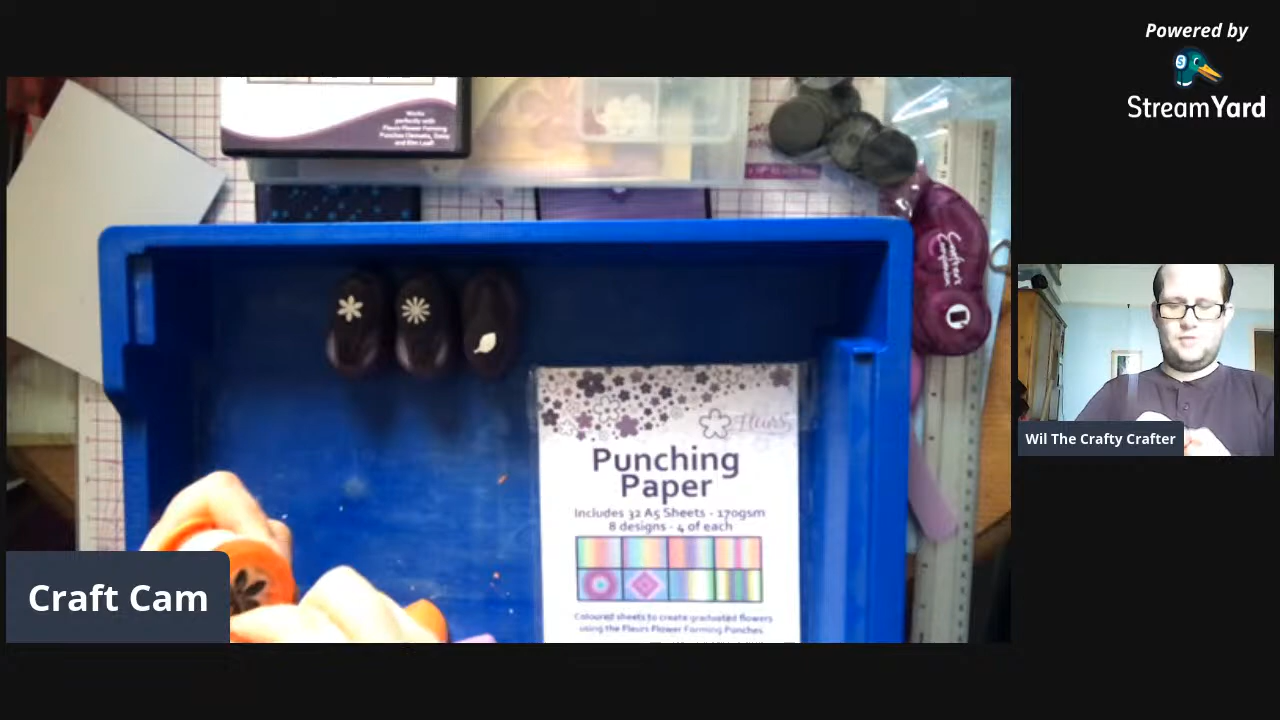 Powered by
StreamYard
Works
perfectly with
Fleurs Flower Forming
Punches Clematis, Daisy
and Elm Leaf!
Crafter's
Companion
Fleurs
Punching
Paper
Includes 32 A5 Sheets - 170gsm
8 designs - 4 of each
Coloured sheets to create graduated flowers
using the Fleurs Flower Forming Punches.
Wil The Crafty Crafter
Craft Cam